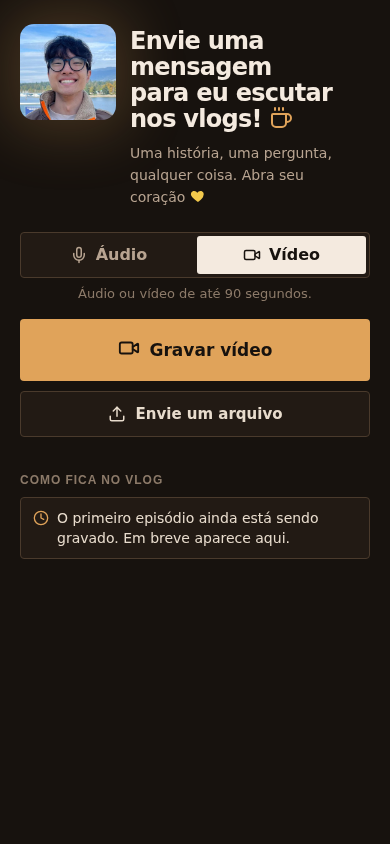 Envie uma
mensagem
para eu escutar
nos vlogs!
Uma história, uma pergunta,
qualquer coisa. Abra seu
coração 💛
Áudio
Vídeo
Áudio ou vídeo de até 90 segundos.
Gravar vídeo
Envie um arquivo
COMO FICA NO VLOG
O primeiro episódio ainda está sendo
gravado. Em breve aparece aqui.